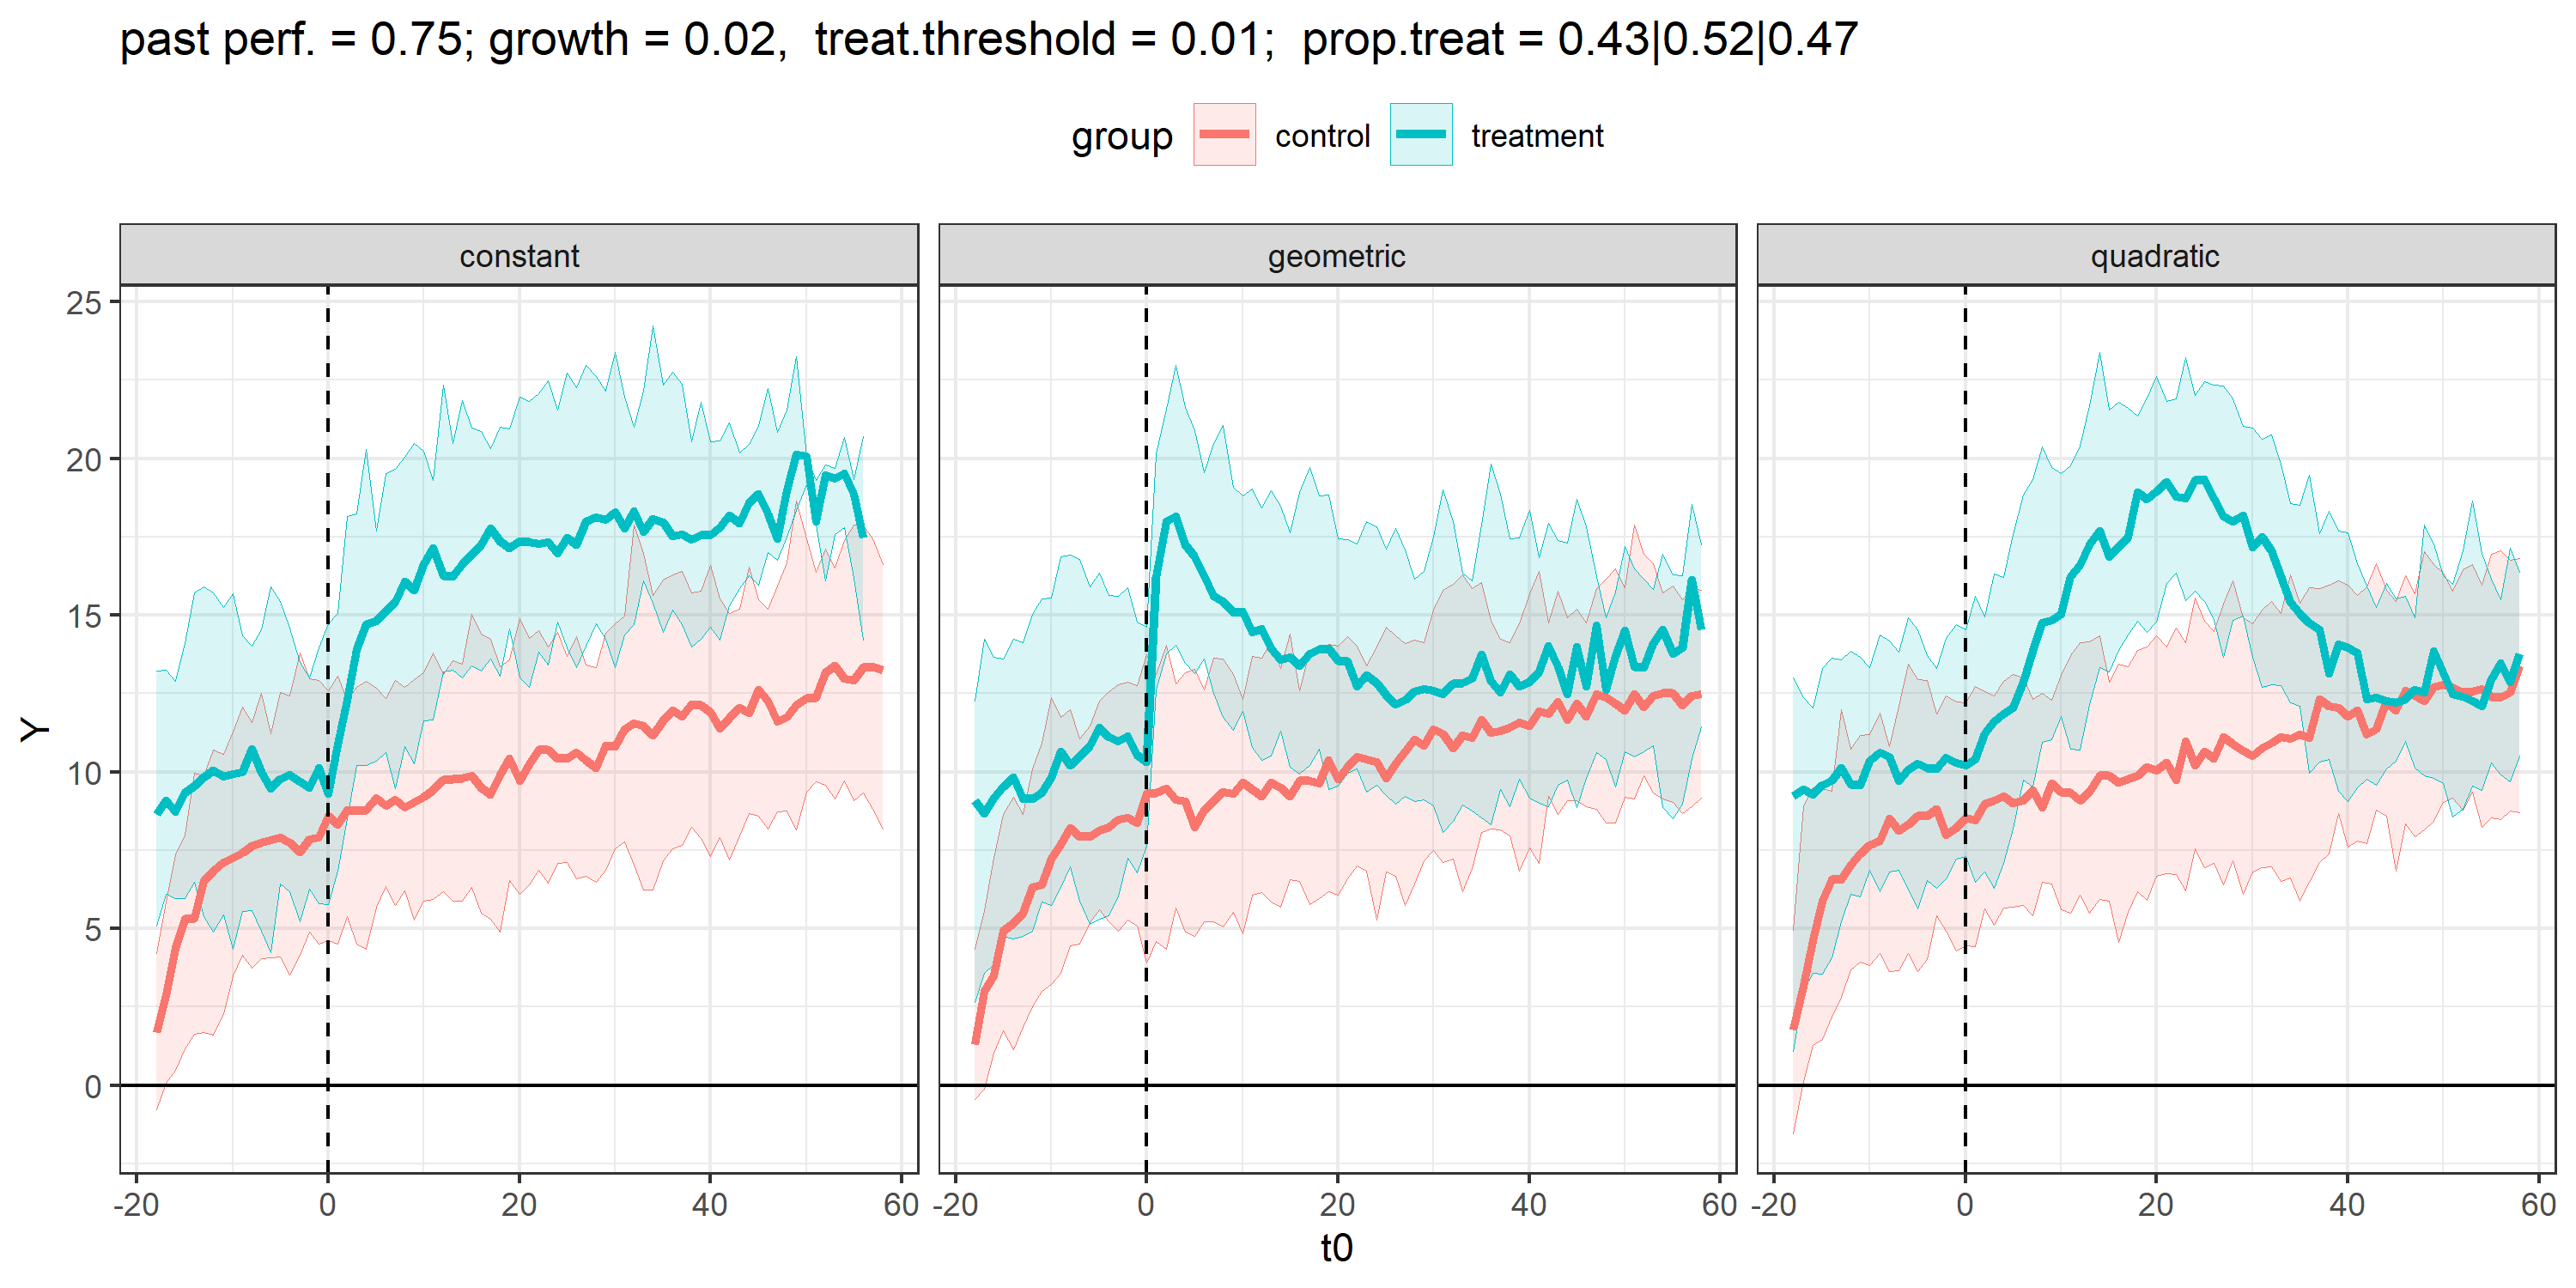 past perf. = 0.75; growth = 0.02,  treat.threshold = 0.01;  prop.treat = 0.43|0.52|0.47
group control treatment
constant geometric quadratic
25
20
15
10
5
0
Y
-20 0 20 40 60 -20 0 20 40 60 -20 0 20 40 60
t0